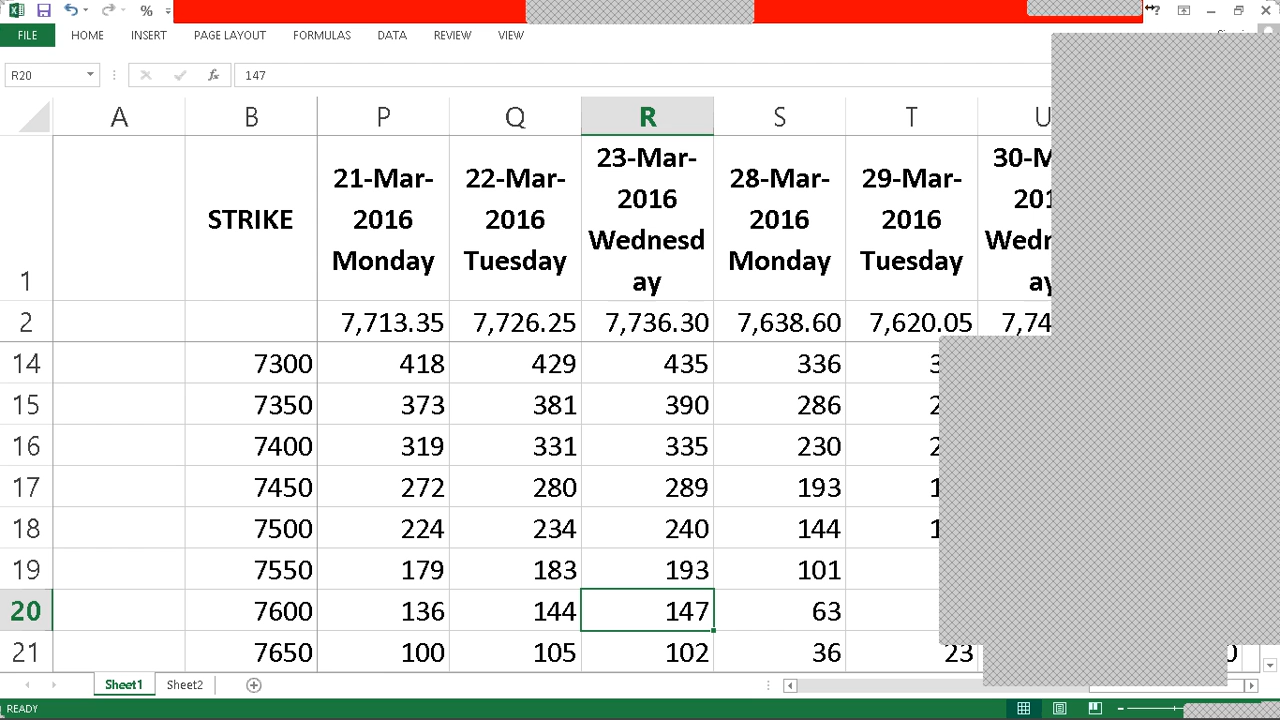 %
?
FILE HOME INSERT PAGE LAYOUT FORMULAS DATA REVIEW VIEW
R20 fx 147
A B P Q R S T U
1 STRIKE 21-Mar-2016 Monday 22-Mar-2016 Tuesday 23-Mar-2016 Wednesday 28-Mar-2016 Monday 29-Mar-2016 Tuesday
2 7,713.35 7,726.25 7,736.30 7,638.60 7,620.05
14 7300 418 429 435 336
15 7350 373 381 390 286
16 7400 319 331 335 230
17 7450 272 280 289 193
18 7500 224 234 240 144
19 7550 179 183 193 101
20 7600 136 144 147 63
21 7650 100 105 102 36 23
Sheet1 Sheet2
READY